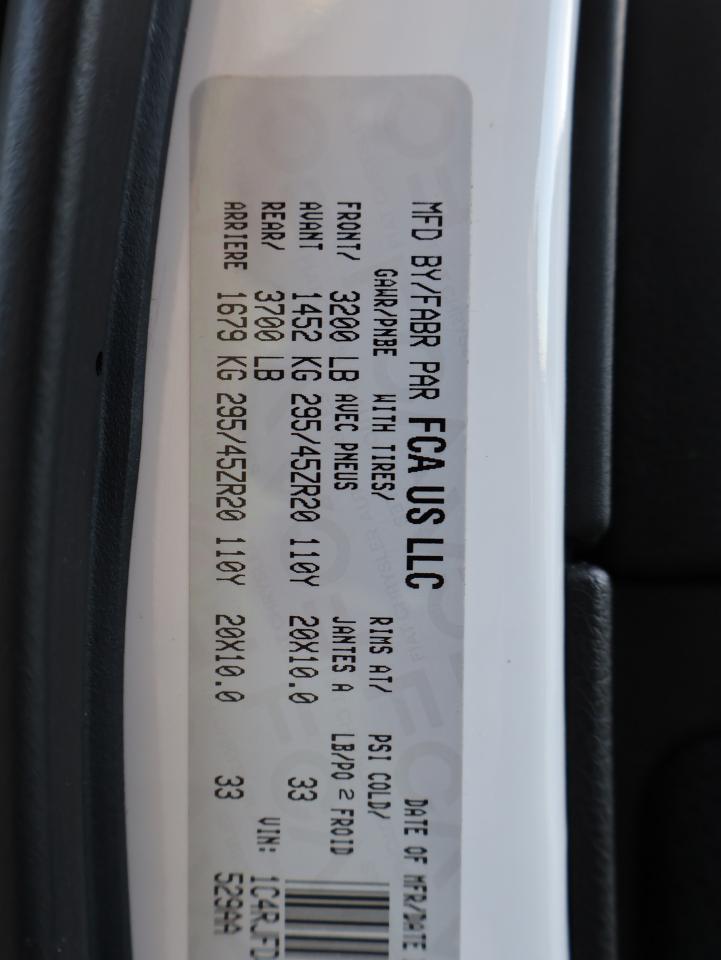 MFD BY/FABR PAR FCA US LLC DATE OF MFR/DATE
GAWR/PNBE WITH TIRES/ RIMS AT/ PSI COLD/
FRONT/ 3200 LB AVEC PNEUS JANTES A LB/PO 2 FROID
AVANT 1452 KG 295/45ZR20 110Y 20X10.0 33
REAR/ 3700 LB VIN: 1C4RJFD
ARRIERE 1679 KG 295/45ZR20 110Y 20X10.0 33 529AA